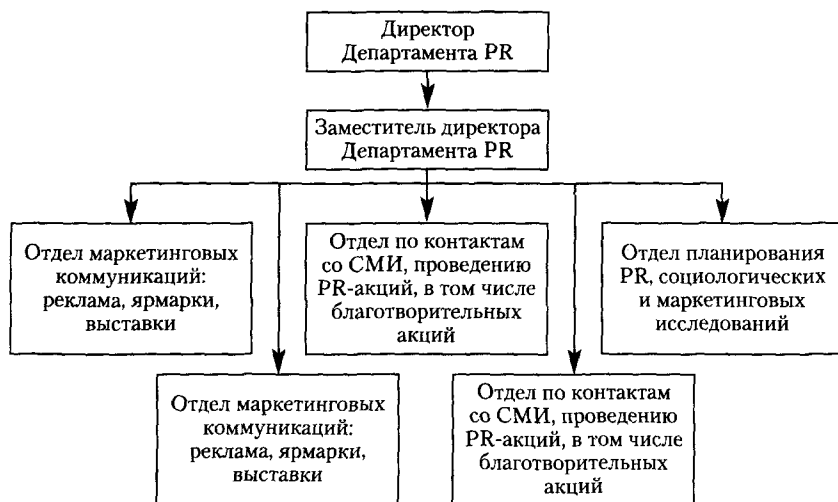 Директор
Департамента PR
Заместитель директора
Департамента PR
Отдел маркетинговых
коммуникаций:
реклама, ярмарки,
выставки
Отдел по контактам
со СМИ, проведению
PR-акций, в том числе
благотворительных
акций
Отдел планирования
PR, социологических
и маркетинговых
исследований
Отдел маркетинговых
коммуникаций:
реклама, ярмарки,
выставки
Отдел по контактам
со СМИ, проведению
PR-акций, в том числе
благотворительных
акций